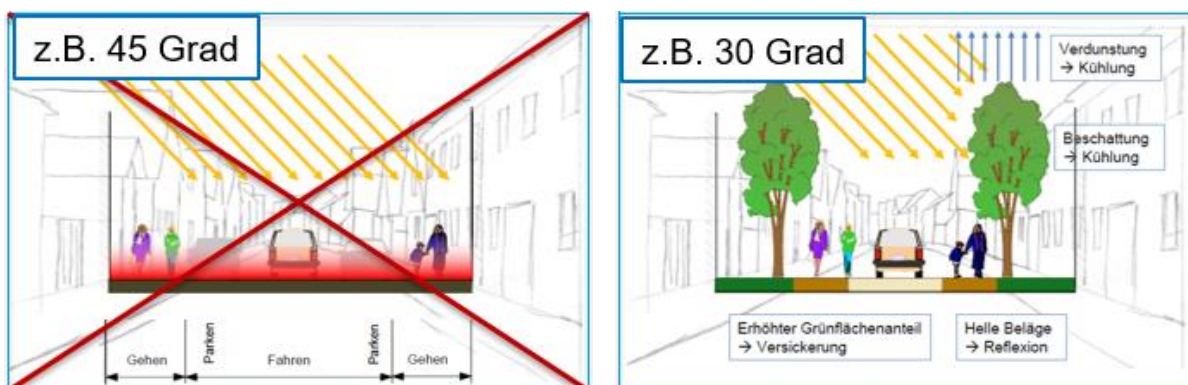 z.B. 45 Grad
Gehen
Parken
Fahren
Parken
Gehen
z.B. 30 Grad
Verdunstung
→ Kühlung
Beschattung
→ Kühlung
Erhöhter Grünflächenanteil
→ Versickerung
Helle Beläge
→ Reflexion